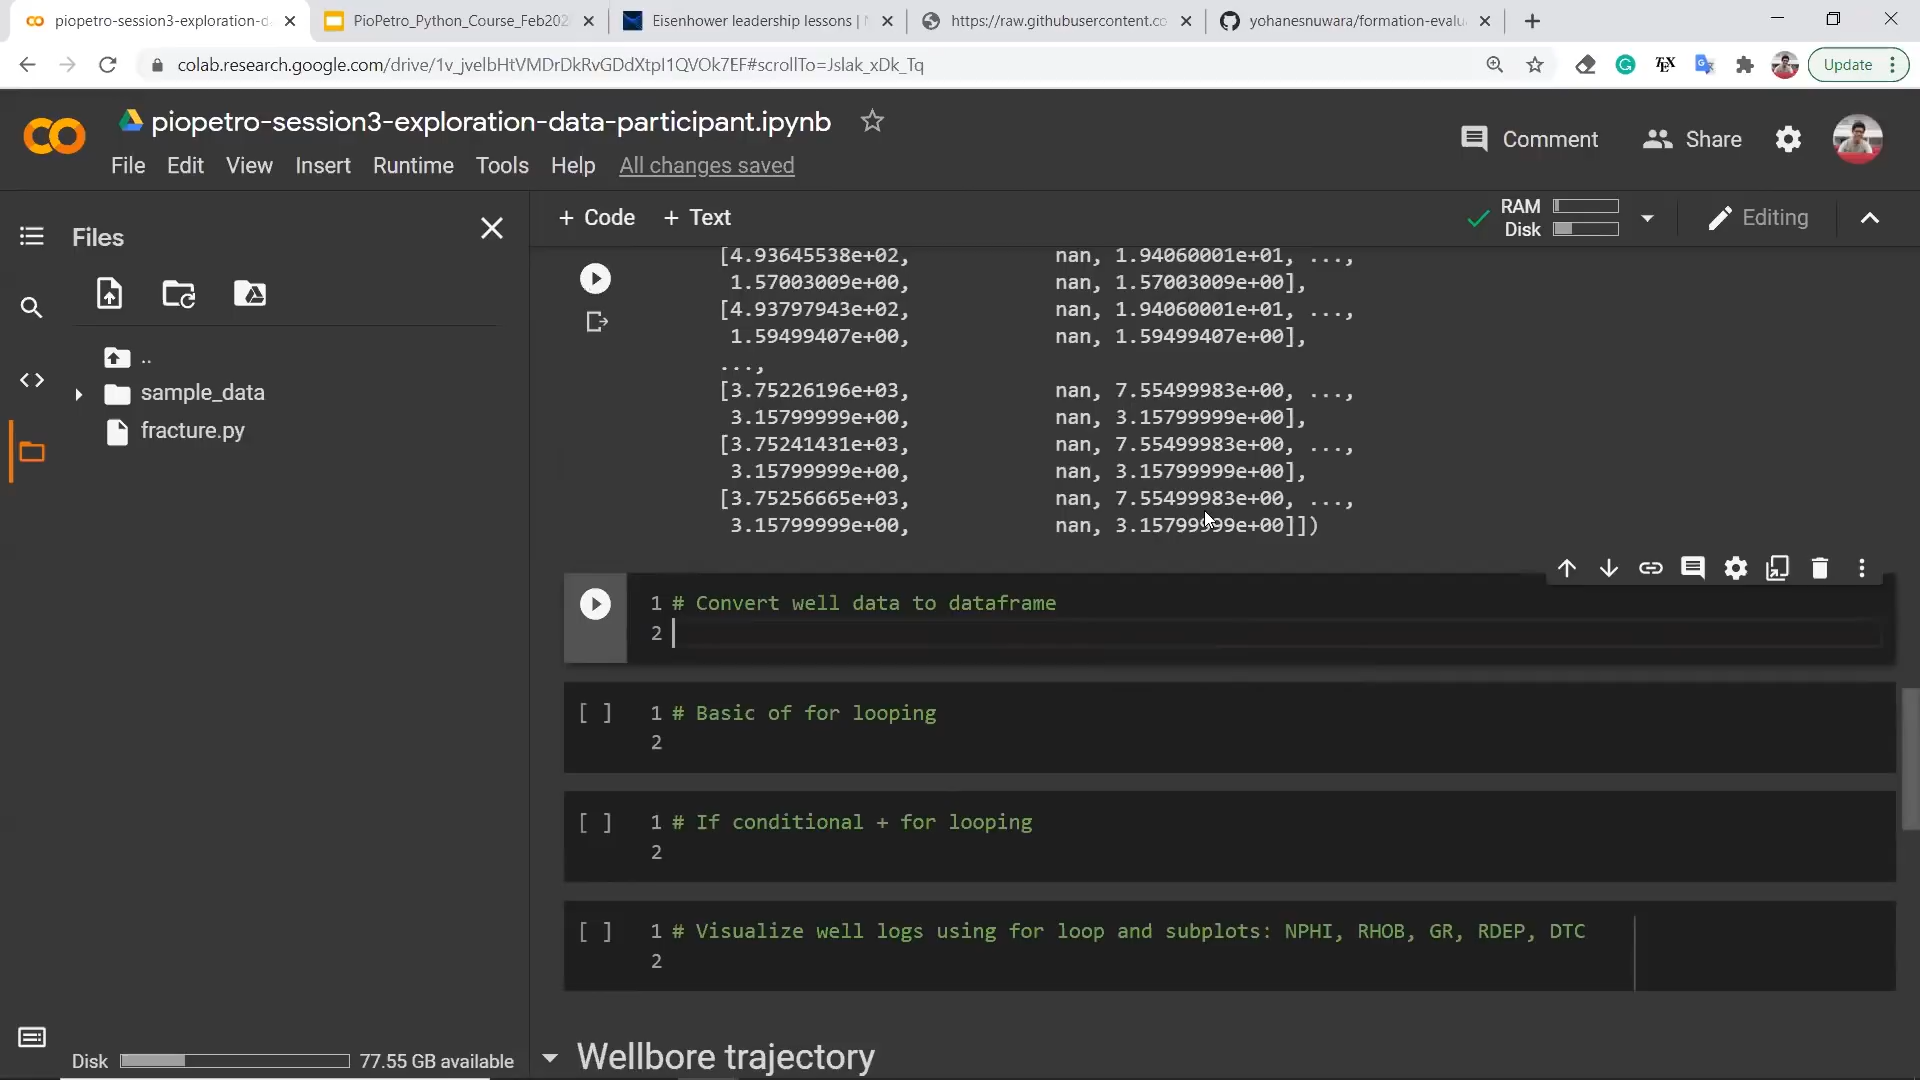 piopetro-session3-exploration-d
PioPetro_Python_Course_Feb202
Eisenhower leadership lessons |
https://raw.githubusercontent.co
yohanesnuwara/formation-evalu
colab.research.google.com/drive/1v_jvelbHtVMDrDkRvGDdXtpI1QVOk7EF#scrollTo=Jslak_xDk_Tq
Update
piopetro-session3-exploration-data-participant.ipynb
Comment
Share
File Edit View Insert Runtime Tools Help All changes saved
Files
+ Code + Text
RAM
Disk
Editing
..
sample_data
fracture.py
[4.93645538e+02, nan, 1.94060001e+01, ...,
1.57003009e+00, nan, 1.57003009e+00],
[4.93797943e+02, nan, 1.94060001e+01, ...,
1.59499407e+00, nan, 1.59499407e+00],
...,
[3.75226196e+03, nan, 7.55499983e+00, ...,
3.15799999e+00, nan, 3.15799999e+00],
[3.75241431e+03, nan, 7.55499983e+00, ...,
3.15799999e+00, nan, 3.15799999e+00],
[3.75256665e+03, nan, 7.55499983e+00, ...,
3.15799999e+00, nan, 3.15799999e+00]])
1 # Convert well data to dataframe
2
[ ] 1 # Basic of for looping
2
[ ] 1 # If conditional + for looping
2
[ ] 1 # Visualize well logs using for loop and subplots: NPHI, RHOB, GR, RDEP, DTC
2
Wellbore trajectory
Disk 77.55 GB available